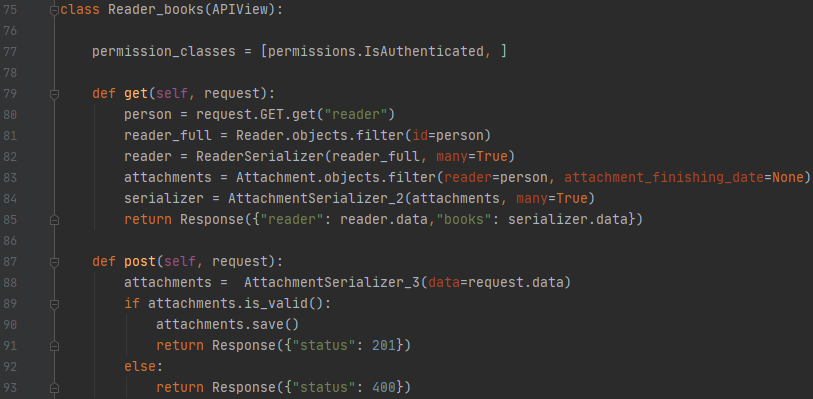 75 class Reader_books(APIView):
76
77     permission_classes = [permissions.IsAuthenticated, ]
78
79     def get(self, request):
80         person = request.GET.get("reader")
81         reader_full = Reader.objects.filter(id=person)
82         reader = ReaderSerializer(reader_full, many=True)
83         attachments = Attachment.objects.filter(reader=person, attachment_finishing_date=None)
84         serializer = AttachmentSerializer_2(attachments, many=True)
85         return Response({"reader": reader.data,"books": serializer.data})
86
87     def post(self, request):
88         attachments =  AttachmentSerializer_3(data=request.data)
89         if attachments.is_valid():
90             attachments.save()
91             return Response({"status": 201})
92         else:
93             return Response({"status": 400})